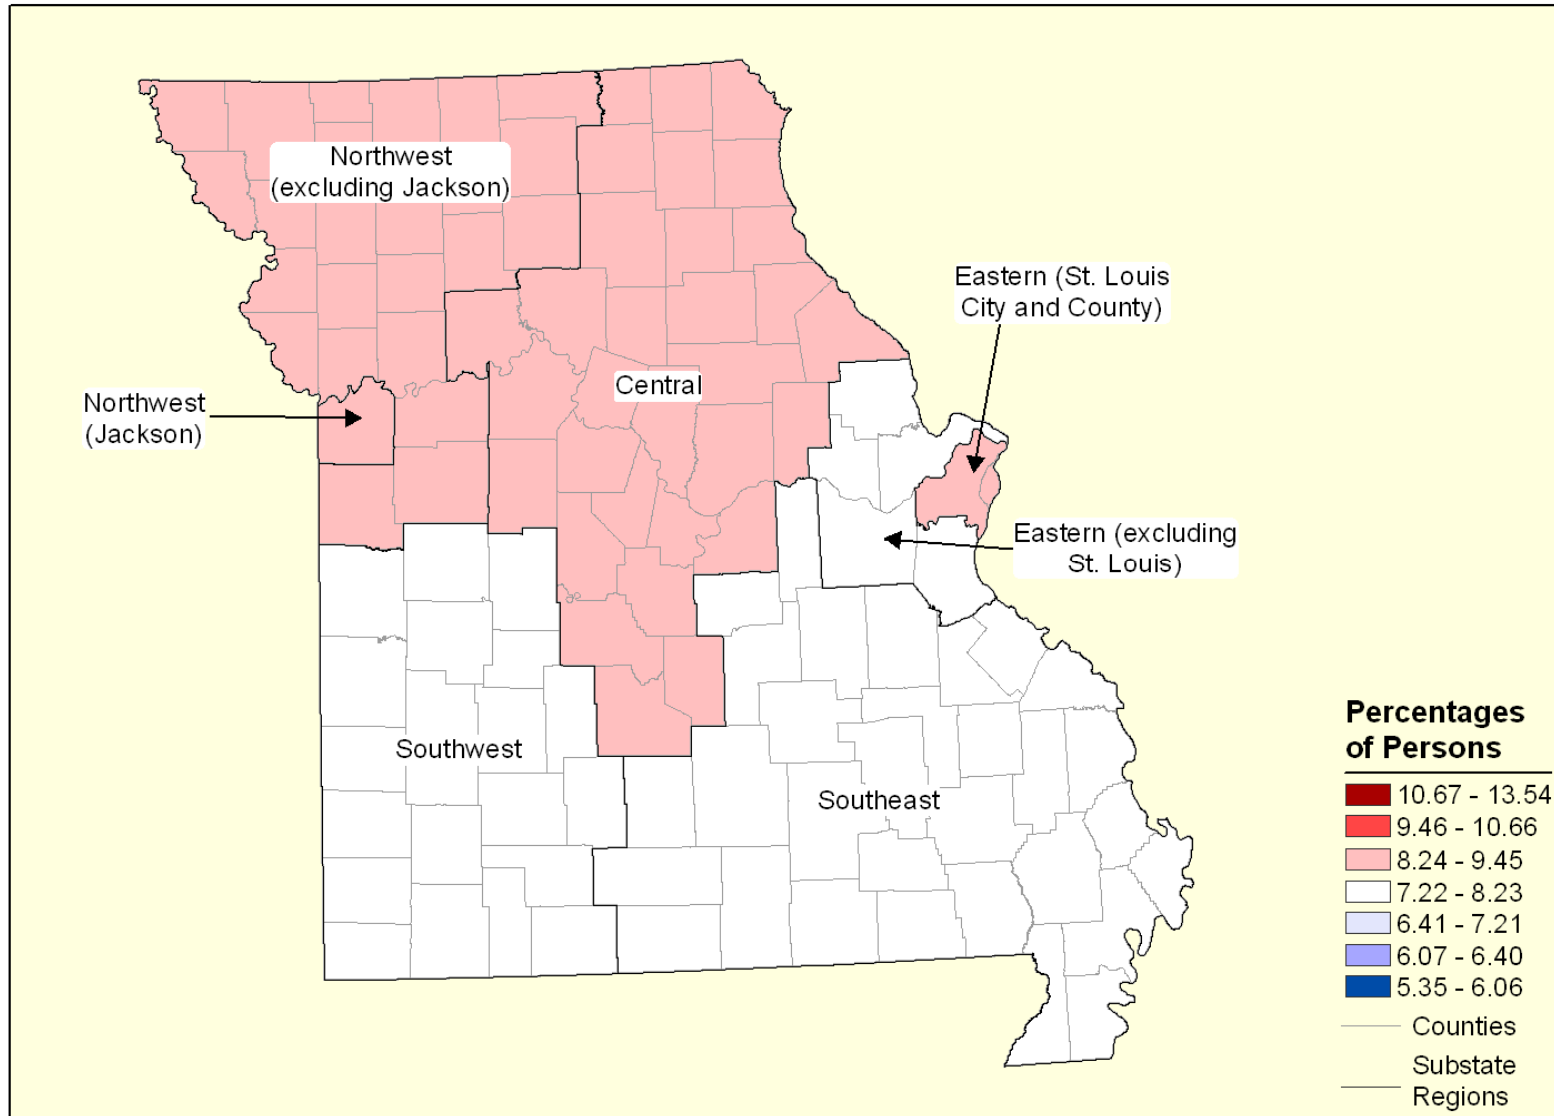 Northwest
(excluding Jackson)
Eastern (St. Louis
City and County)
Central
Northwest
(Jackson)
Eastern (excluding
St. Louis)
Southwest
Southeast
Percentages
of Persons
10.67 - 13.54
9.46 - 10.66
8.24 - 9.45
7.22 - 8.23
6.41 - 7.21
6.07 - 6.40
5.35 - 6.06
Counties
Substate
Regions